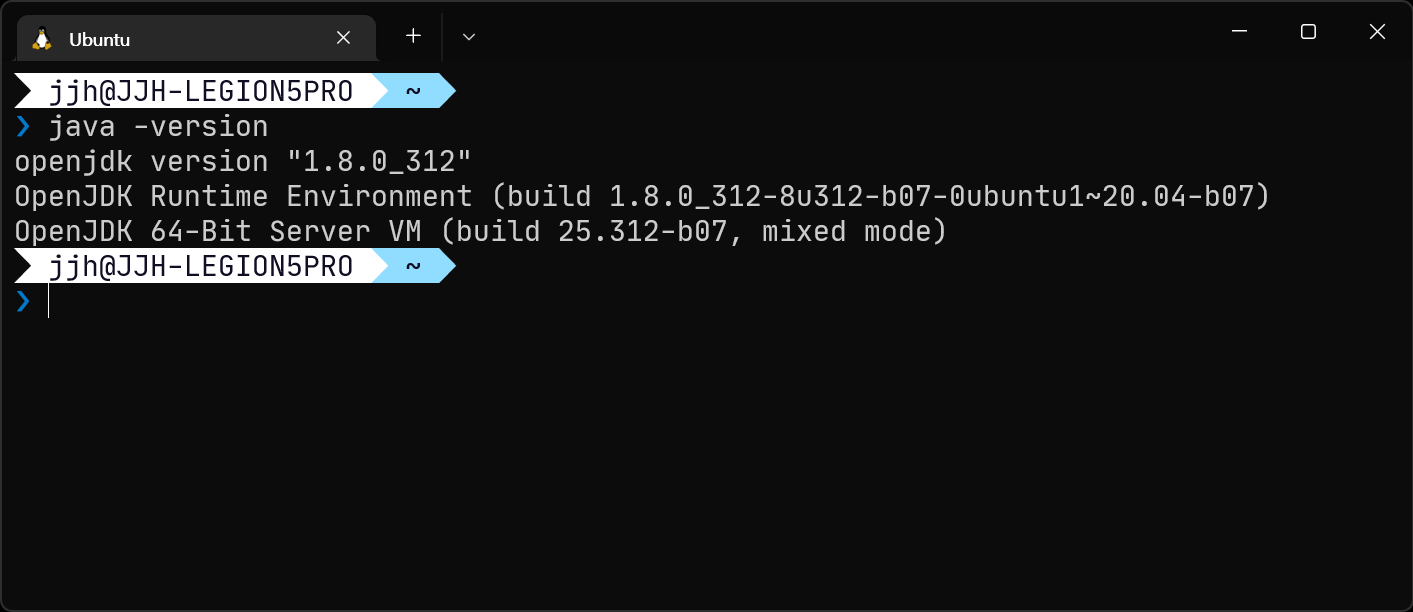 Ubuntu
jjh@JJH-LEGION5PRO ~
❯ java -version
openjdk version "1.8.0_312"
OpenJDK Runtime Environment (build 1.8.0_312-8u312-b07-0ubuntu1~20.04-b07)
OpenJDK 64-Bit Server VM (build 25.312-b07, mixed mode)
jjh@JJH-LEGION5PRO ~
❯